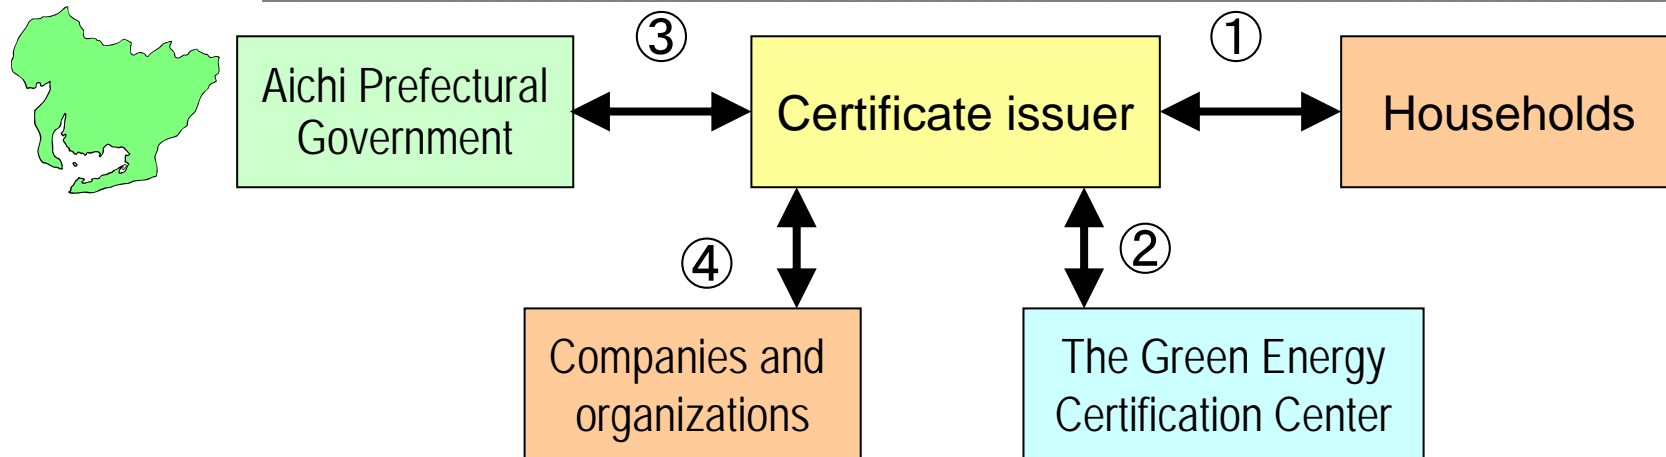 ③
①
Aichi Prefectural
Government
Certificate issuer
Households
④
②
Companies and
organizations
The Green Energy
Certification Center